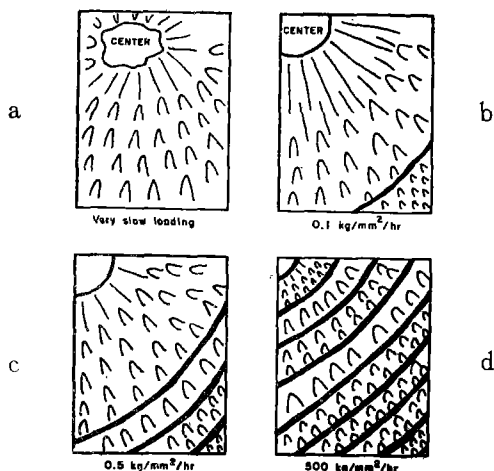 CENTER
CENTER
a
b
Very slow loading
0.1 kg/mm²/hr
c
d
0.5 kg/mm²/hr
500 kg/mm²/hr